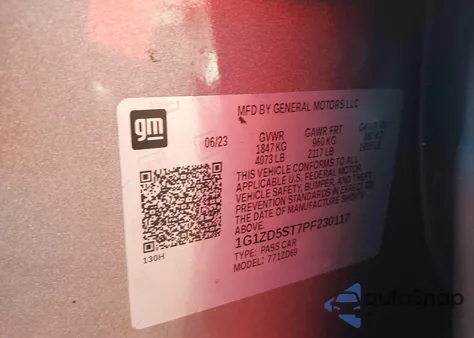 MFD BY GENERAL MOTORS LLC
gm
06/23
GVWR GAWR FRT GAWR RR
1847 KG 960 KG
4073 LB 2117 LB
THIS VEHICLE CONFORMS TO ALL
APPLICABLE U.S. FEDERAL MOTOR
VEHICLE SAFETY, BUMPER, AND THEFT
PREVENTION STANDARDS IN EFFECT ON
THE DATE OF MANUFACTURE SHOWN
ABOVE.
1G1ZD5ST7PF230117
TYPE: PASS CAR
MODEL: 771ZD69
130H
autoSnap